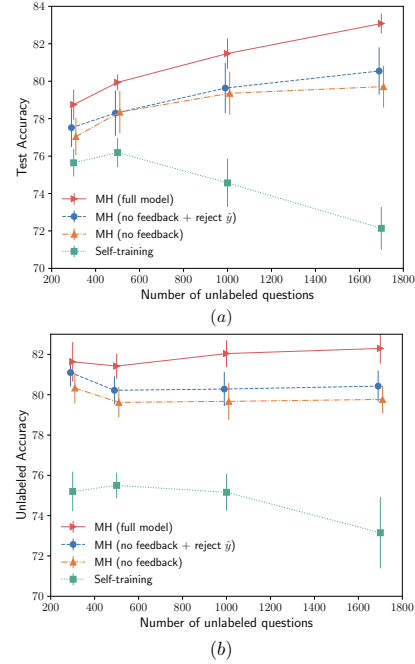 84
82
80
78
76
74
72
70
Test Accuracy
MH (full model)
MH (no feedback + reject ŷ)
MH (no feedback)
Self-training
200 400 600 800 1000 1200 1400 1600 1800
Number of unlabeled questions
(a)
82
80
78
76
74
72
70
Unlabeled Accuracy
MH (full model)
MH (no feedback + reject ŷ)
MH (no feedback)
Self-training
200 400 600 800 1000 1200 1400 1600 1800
Number of unlabeled questions
(b)